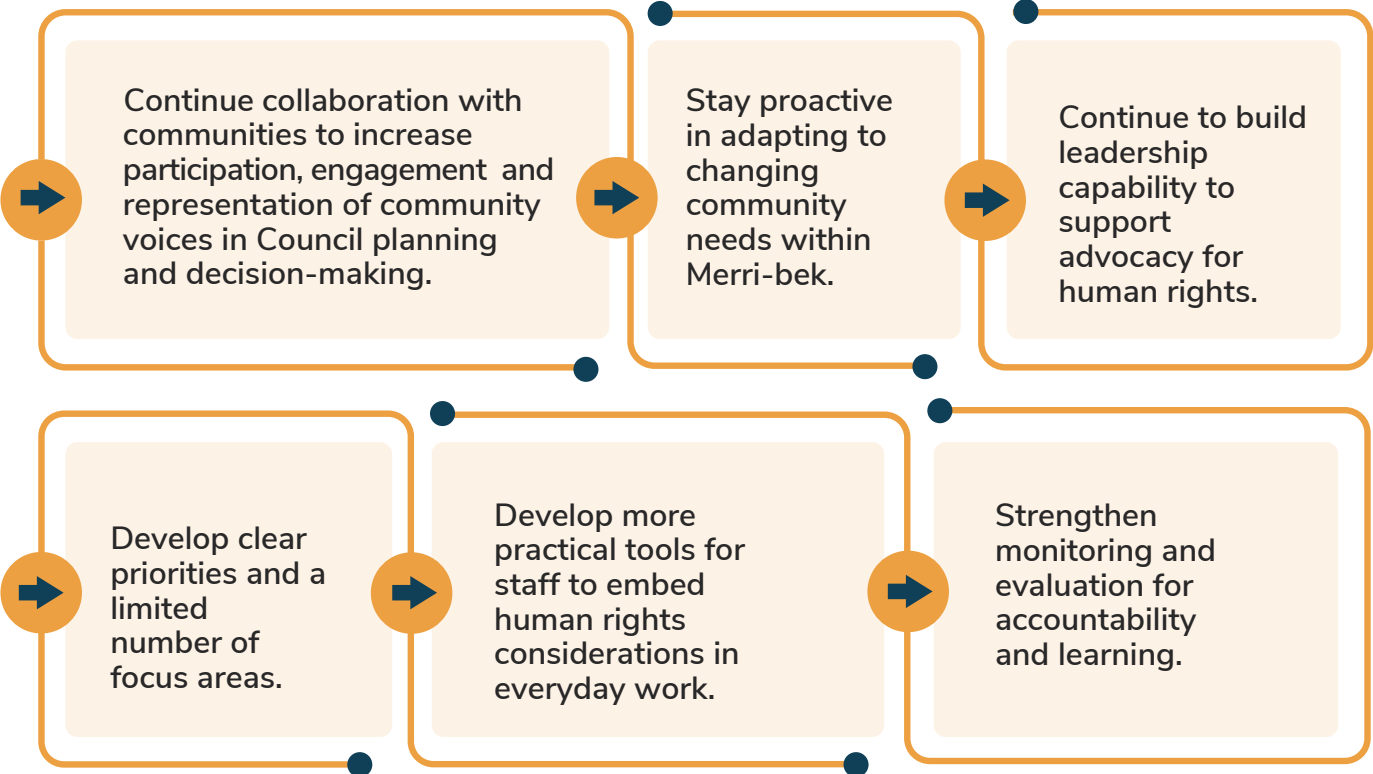 Continue collaboration with
communities to increase
participation, engagement and
representation of community
voices in Council planning
and decision-making.
Stay proactive
in adapting to
changing
community
needs within
Merri-bek.
Continue to build
leadership
capability to
support
advocacy for
human rights.
Develop clear
priorities and a
limited
number of
focus areas.
Develop more
practical tools for
staff to embed
human rights
considerations in
everyday work.
Strengthen
monitoring and
evaluation for
accountability
and learning.